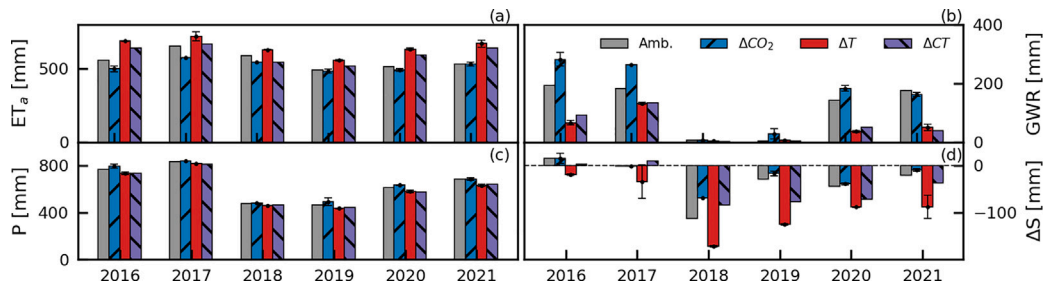 (a)
ETa [mm]
500
0
(b)
Amb. ΔCO2 ΔT ΔCT
400
200
0
GWR [mm]
(c)
P [mm]
800
400
0
2016 2017 2018 2019 2020 2021
(d)
0
−100
ΔS [mm]
2016 2017 2018 2019 2020 2021